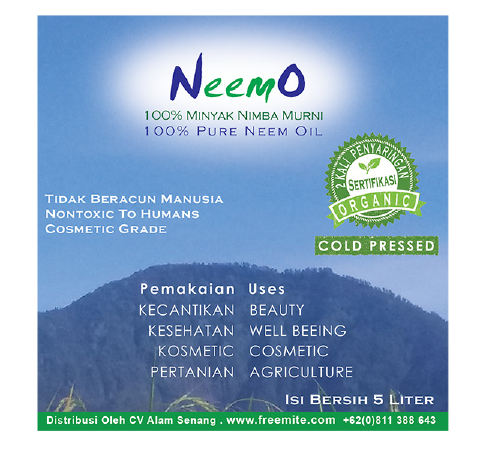 NeemO
100% Minyak Nimba Murni
100% Pure Neem Oil
2 KALI PENYARINGAN
SERTIFIKASI
ORGANIC
COLD PRESSED
Tidak Beracun Manusia
Nontoxic To Humans
Cosmetic Grade
Pemakaian Uses
KECANTIKAN BEAUTY
KESEHATAN WELL BEEING
KOSMETIC COSMETIC
PERTANIAN AGRICULTURE
Isi Bersih 5 Liter
Distribusi Oleh CV Alam Senang . www.freemite.com +62(0)811 388 643